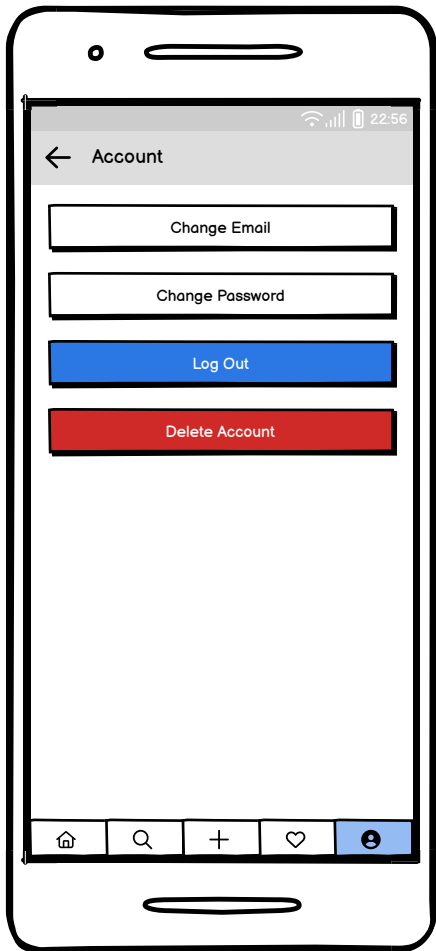 22:56
Account
Change Email
Change Password
Log Out
Delete Account